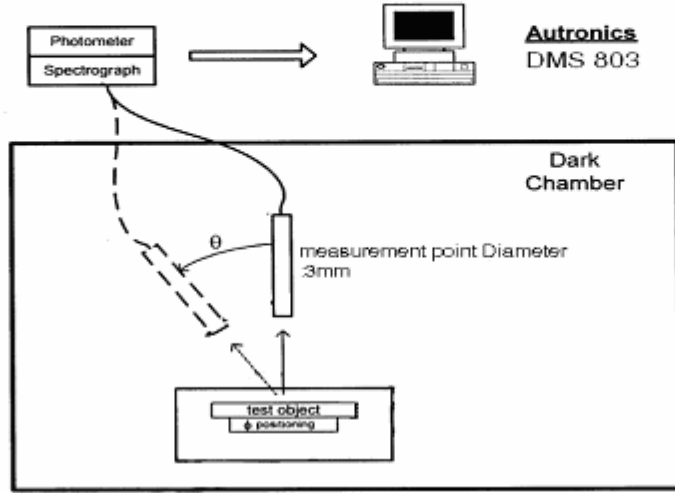 Photometer
Spectrograph
Autronics
DMS 803
Dark
Chamber
θ
measurement point Diameter
:3mm
test object
ϕ positioning